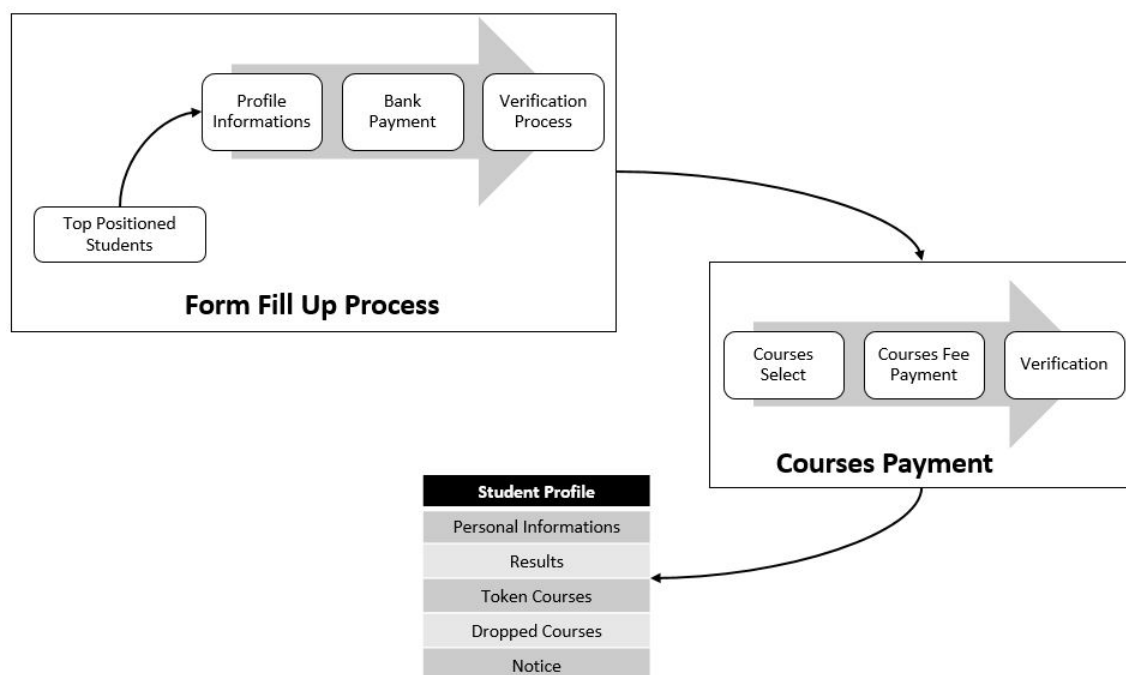 Profile
Informations
Bank
Payment
Verification
Process
Top Positioned
Students
Form Fill Up Process
Courses
Select
Courses Fee
Payment
Verification
Courses Payment
Student Profile
Personal Informations
Results
Token Courses
Dropped Courses
Notice